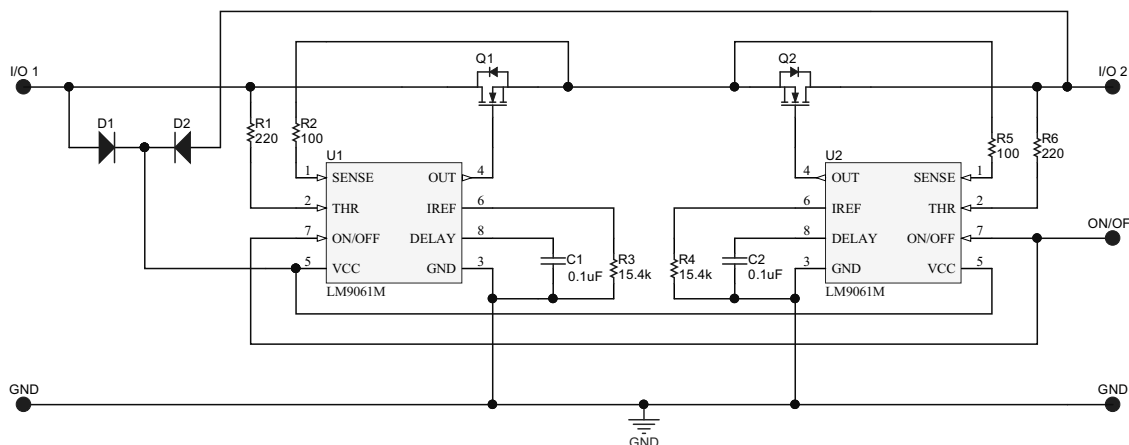 Q1
Q2
I/O 1
I/O 2
D1
D2
R1
220
R2
100
R5
100
R6
220
U1
1
SENSE
OUT
4
2
THR
IREF
6
7
ON/OFF
DELAY
8
5
VCC
GND
3
LM9061M
C1
0.1uF
R3
15.4k
U2
4
OUT
SENSE
1
6
IREF
THR
2
8
DELAY
ON/OFF
7
3
GND
VCC
5
LM9061M
R4
15.4k
C2
0.1uF
ON/OF
GND
GND
GND